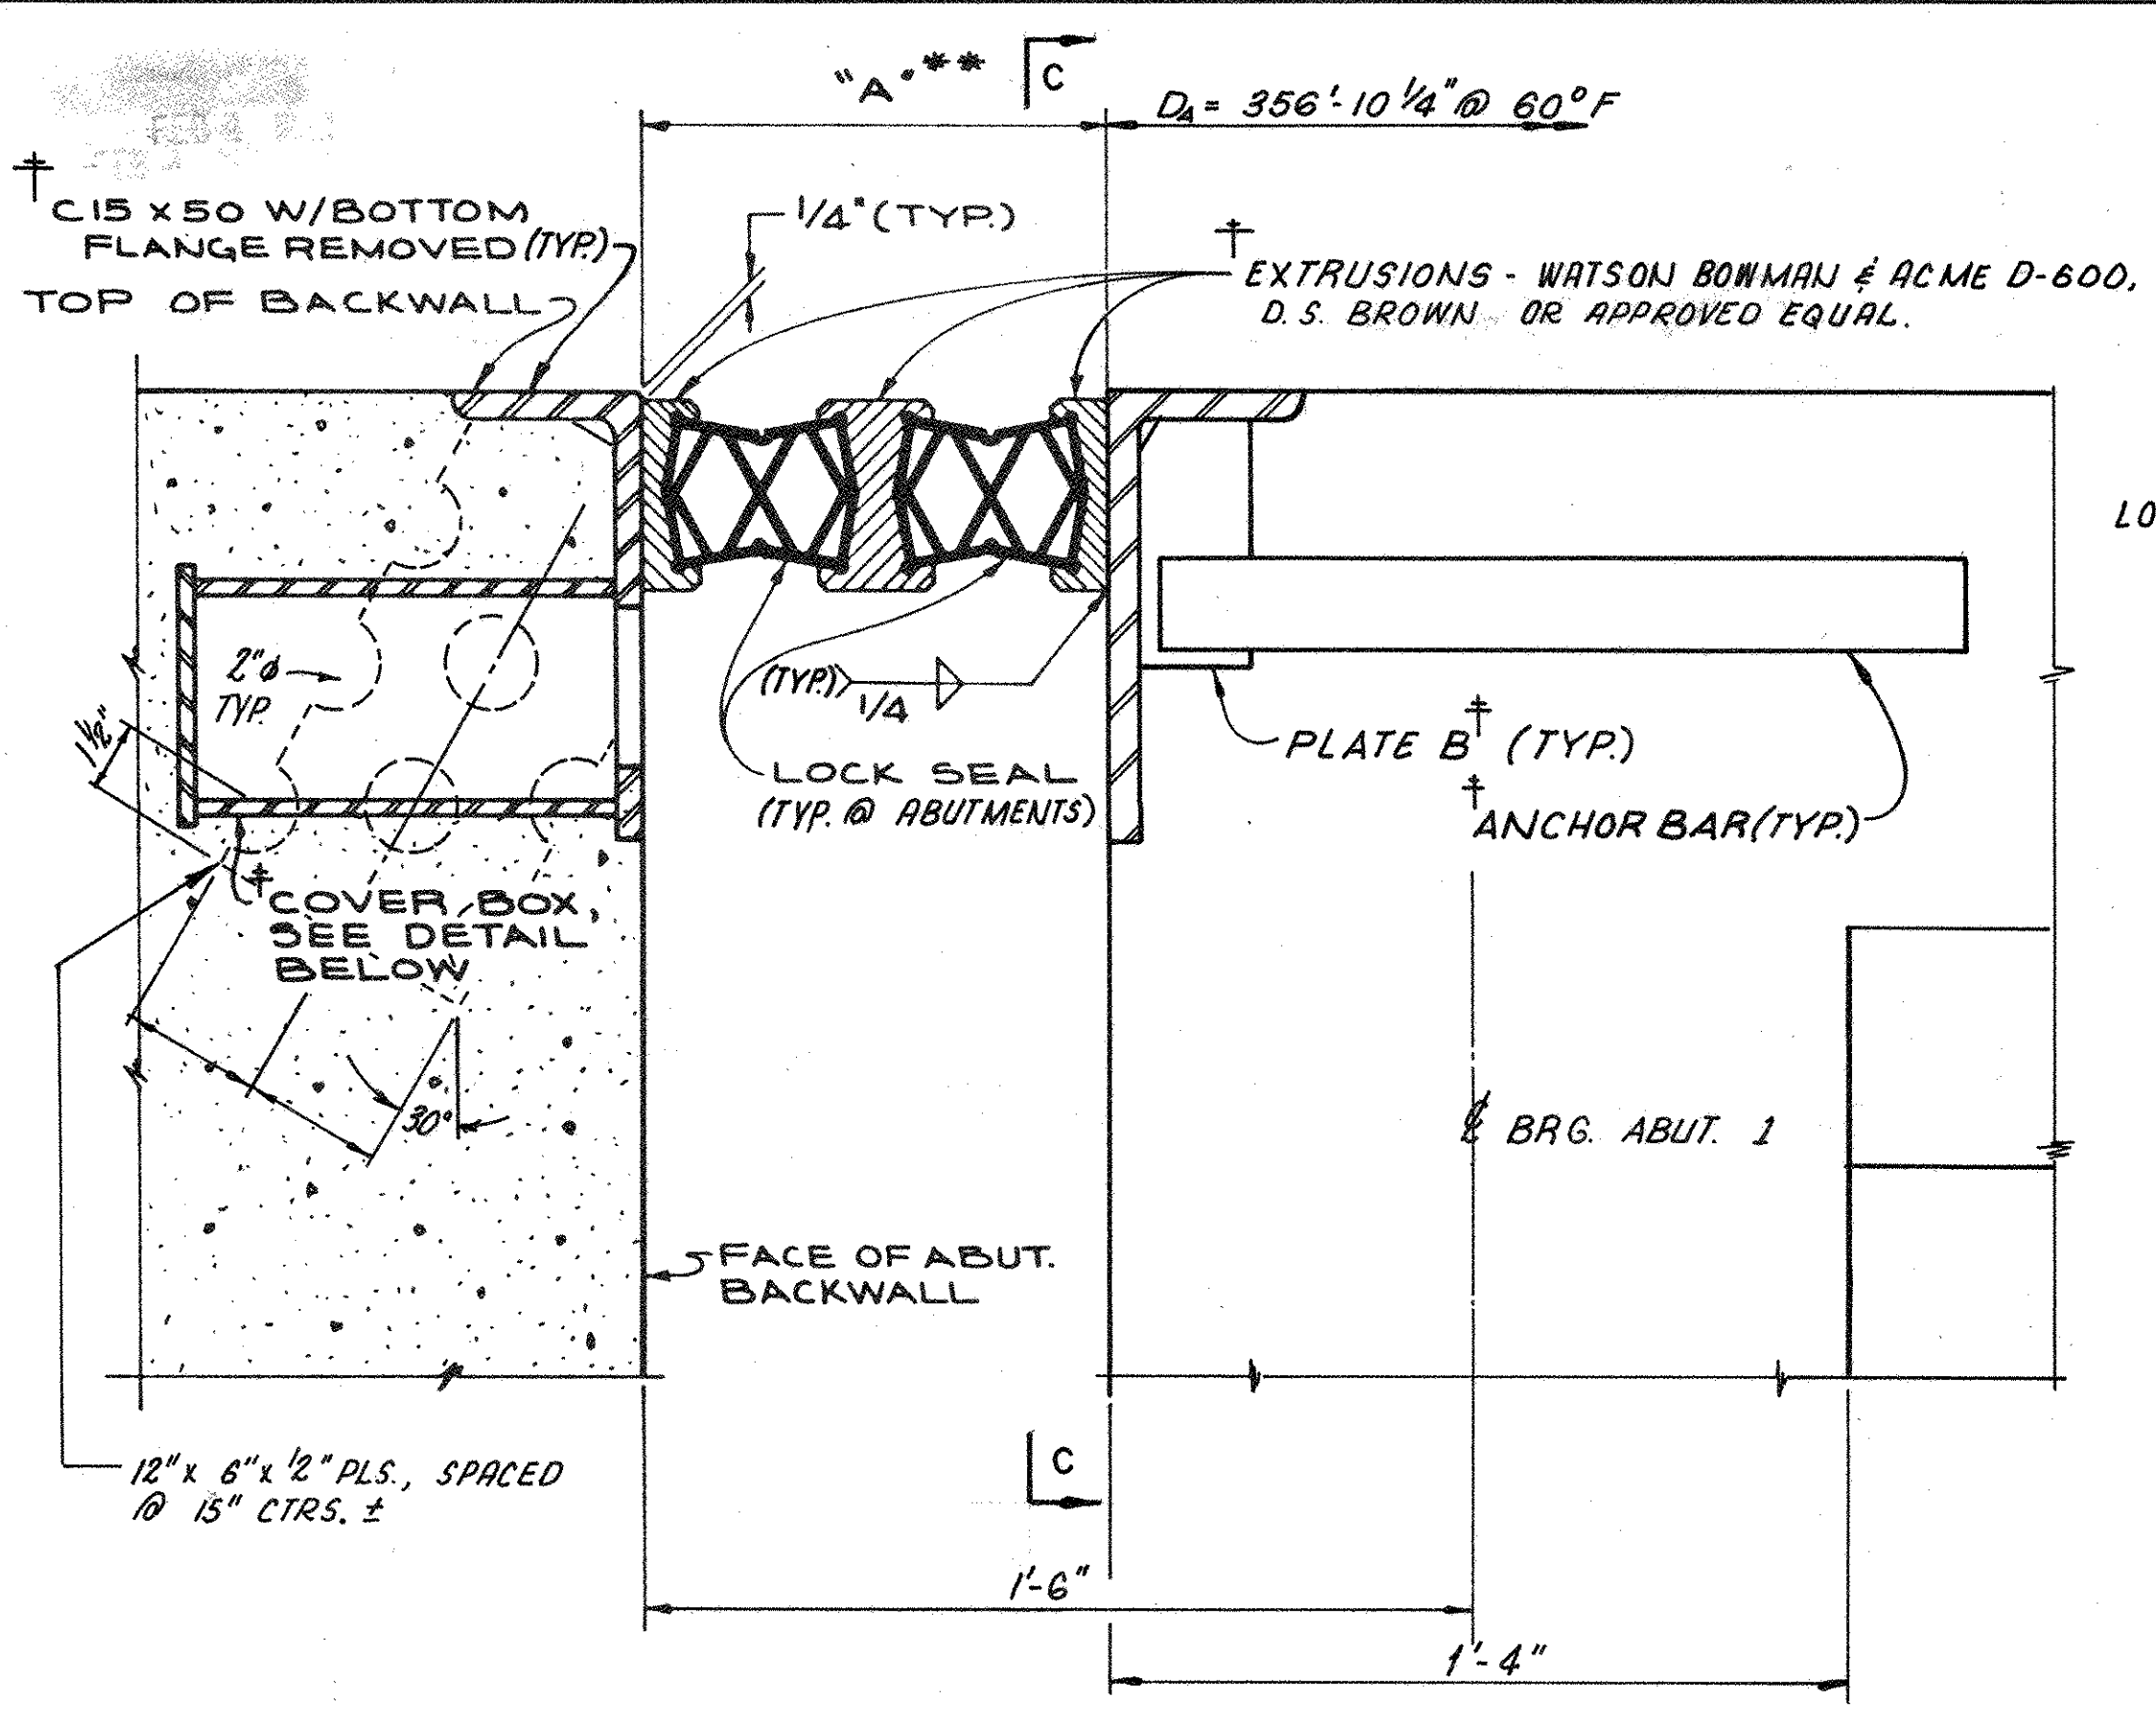 "A" **
C
D₄ = 356'-10 1/4" @ 60°F
‡
C15 x 50 W/BOTTOM
FLANGE REMOVED (TYP.)
TOP OF BACKWALL
1/4" (TYP.)
‡
EXTRUSIONS - WATSON BOWMAN & ACME D-600,
D. S. BROWN OR APPROVED EQUAL.
LO
2"ø
TYP.
1 1/2"
(TYP.) 1/4
PLATE B‡ (TYP.)
LOCK SEAL
(TYP. @ ABUTMENTS)
‡ANCHOR BAR (TYP.)
‡
COVER BOX,
SEE DETAIL
BELOW
30°
℄ BRG. ABUT. 1
FACE OF ABUT.
BACKWALL
12" x 6" x 1/2" PLS., SPACED
@ 15" CTRS. ±
C
1'-6"
1'-4"